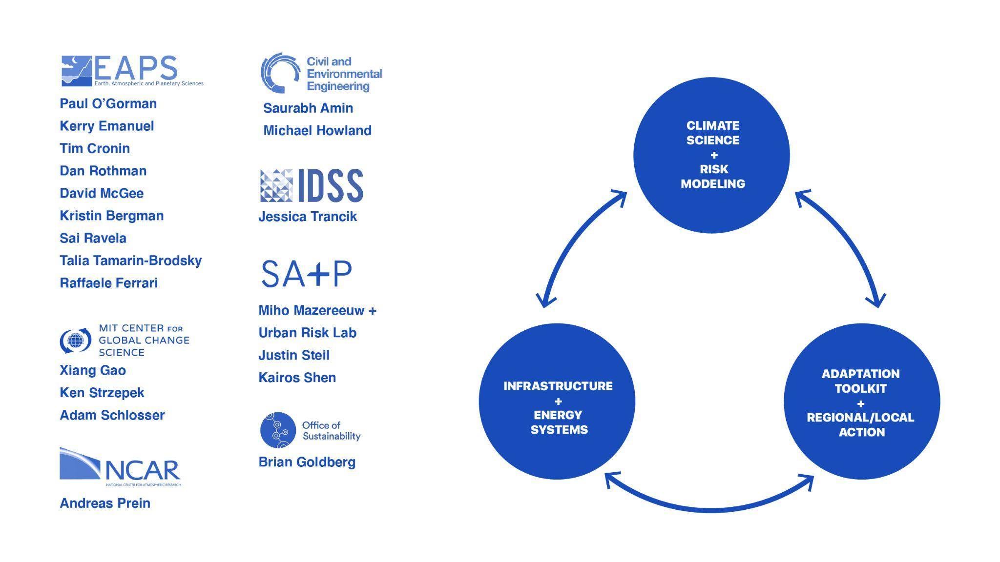 EAPS
Earth, Atmospheric and Planetary Sciences
Paul O’Gorman
Kerry Emanuel
Tim Cronin
Dan Rothman
David McGee
Kristin Bergman
Sai Ravela
Talia Tamarin-Brodsky
Raffaele Ferrari
MIT CENTER FOR
GLOBAL CHANGE
SCIENCE
Xiang Gao
Ken Strzepek
Adam Schlosser
NCAR
NATIONAL CENTER FOR ATMOSPHERIC RESEARCH
Andreas Prein
Civil and
Environmental
Engineering
Saurabh Amin
Michael Howland
IDSS
Jessica Trancik
SA+P
Miho Mazereeuw +
Urban Risk Lab
Justin Steil
Kairos Shen
Office of
Sustainability
Brian Goldberg
CLIMATE
SCIENCE
+
RISK
MODELING
INFRASTRUCTURE
+
ENERGY
SYSTEMS
ADAPTATION
TOOLKIT
+
REGIONAL/LOCAL
ACTION